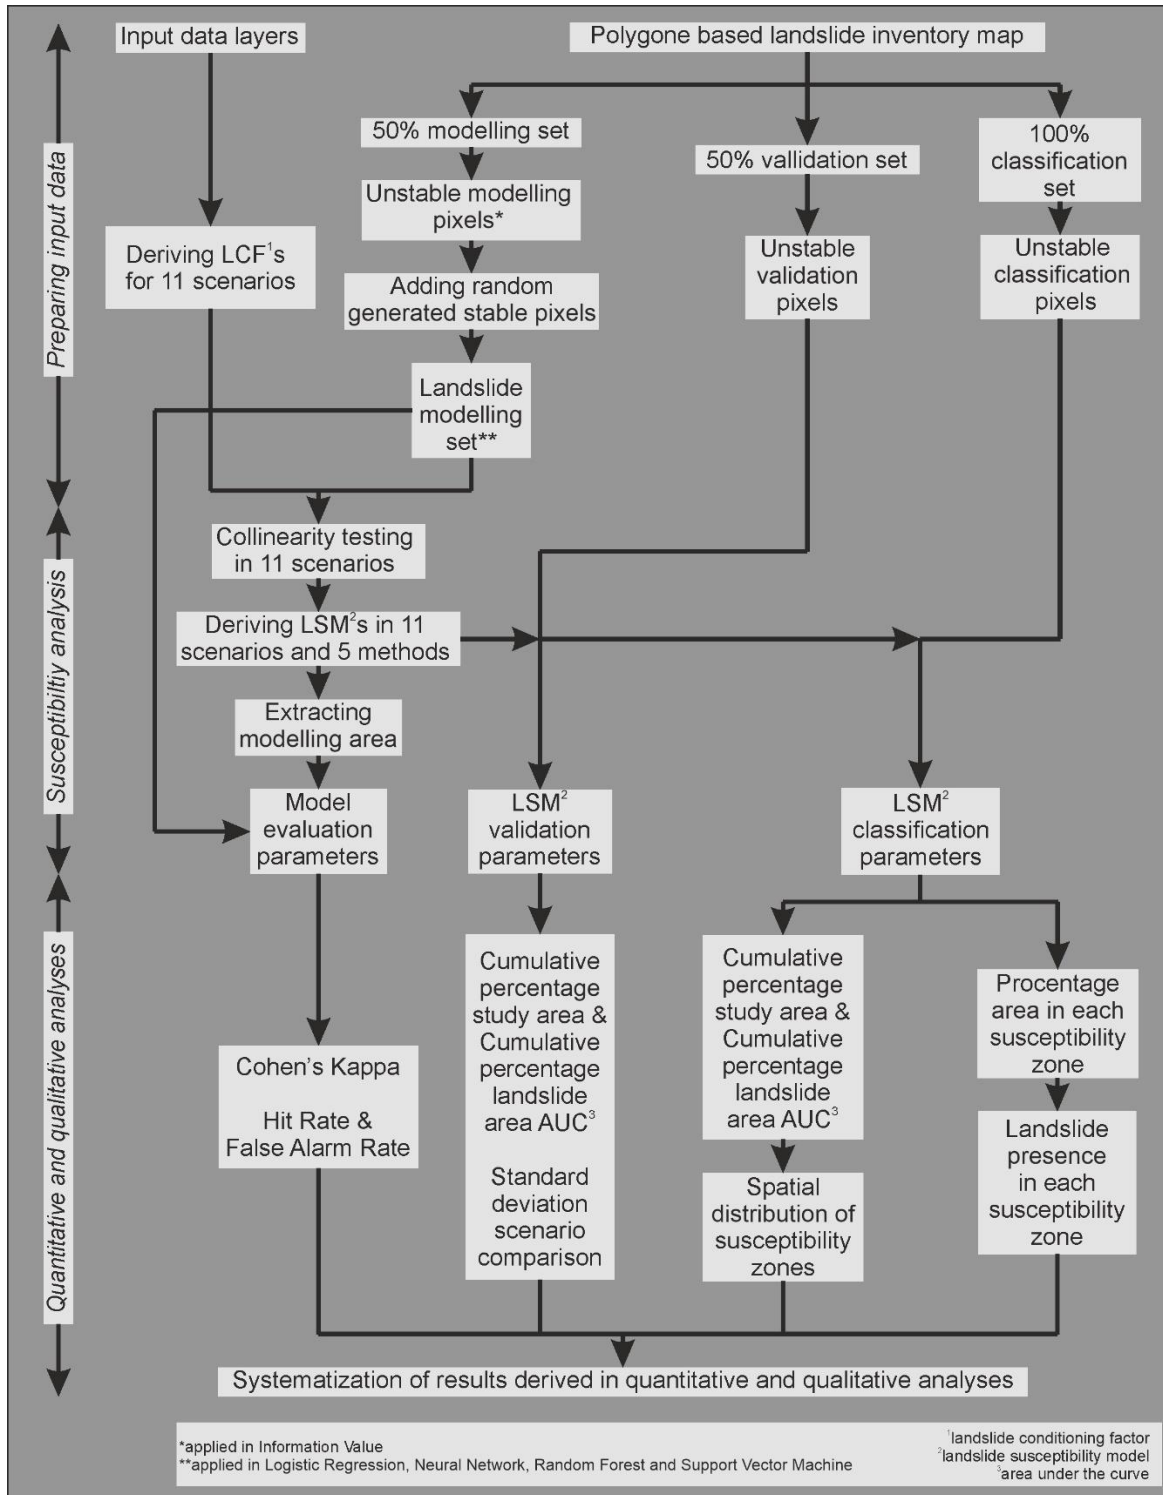 Input data layers
Polygone based landslide inventory map
50% modelling set
50% vallidation set
100%
classification
set
Unstable modelling
pixels*
Deriving LCF¹'s
for 11 scenarios
Unstable
validation
pixels
Unstable
classification
pixels
Adding random
generated stable pixels
Landslide
modelling
set**
Preparing input data
Collinearity testing
in 11 scenarios
Deriving LSM²s in 11
scenarios and 5 methods
Extracting
modelling area
Model
evaluation
parameters
LSM²
validation
parameters
LSM²
classification
parameters
Susceptibiltiy analysis
Cohen's Kappa
Hit Rate &
False Alarm Rate
Cumulative
percentage
study area &
Cumulative
percentage
landslide
area AUC³
Standard
deviation
scenario
comparison
Cumulative
percentage
study area &
Cumulative
percentage
landslide
area AUC³
Spatial
distribution of
susceptibility
zones
Procentage
area in each
susceptibility
zone
Landslide
presence
in each
susceptibility
zone
Quantitative and qualitative analyses
Systematization of results derived in quantitative and qualitative analyses
*applied in Information Value
**applied in Logistic Regression, Neural Network, Random Forest and Support Vector Machine
¹landslide conditioning factor
²landslide susceptibility model
³area under the curve